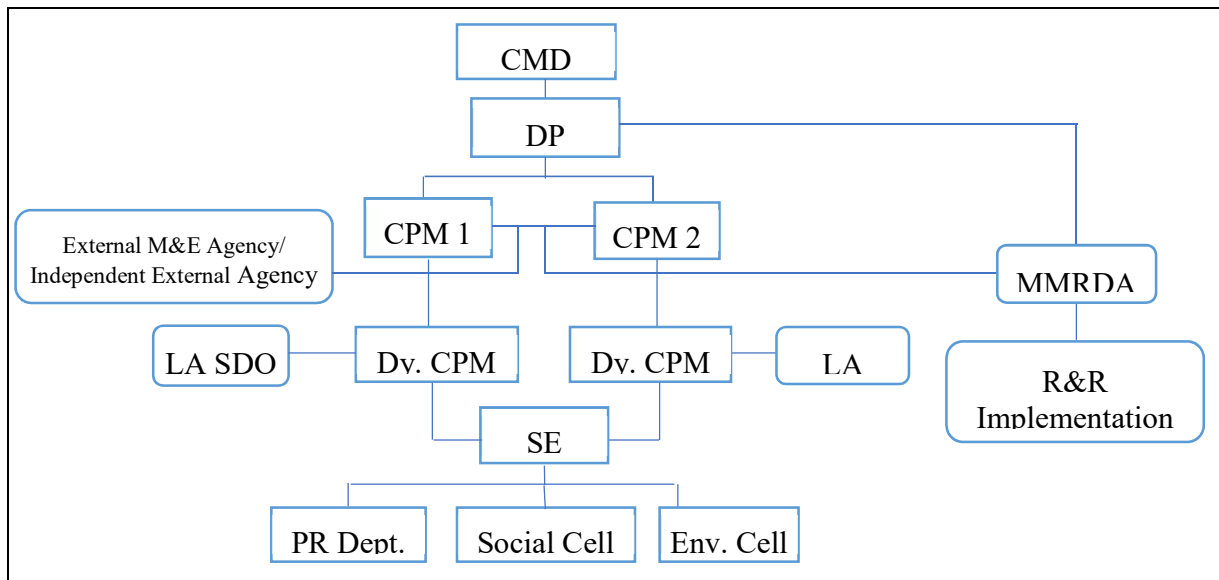 CMD
DP
CPM 1
CPM 2
External M&E Agency/
Independent External Agency
MMRDA
LA SDO
Dy. CPM
Dy. CPM
LA
R&R
Implementation
SE
PR Dept.
Social Cell
Env. Cell